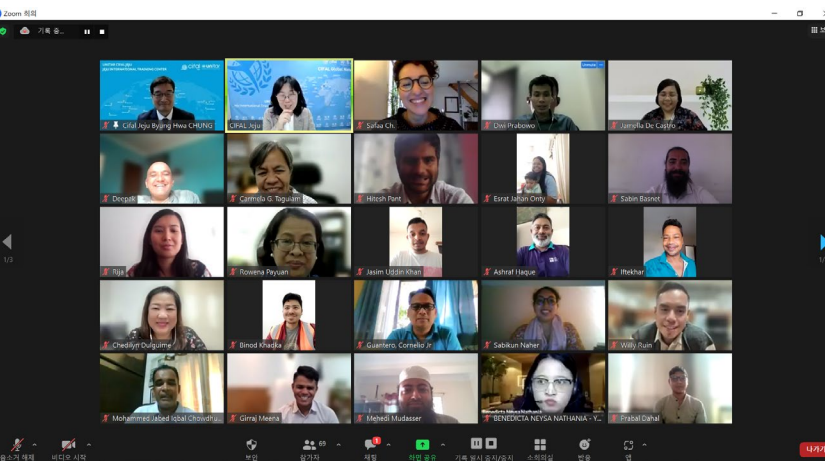 Zoom 회의
기록 중...
보
CIFAL Jeju
Cifal Jeju Byung Hwa CHUNG
CIFAL Jeju
Safaa Ch.
Dwi Prabowo
Jamella De Castro
Deepak
Carmela G. Taguiam
Hitesh Pant
Esrat Jahan Onty
Sabin Basnet
1/3
Rija
Rowena Payuan
Jasim Uddin Khan
Ashraf Haque
Iftekhar
Chedilyn Dulguime
Binod Khadka
Guantero, Cornelio Jr
Sabikun Naher
Willy Ruin
Mohammed Jabed Iqbal Chowdhu...
Girraj Meena
Mehedi Mudasser
BENEDICTA NEYSA NATHANIA - Y...
Prabal Dahal
69
1
음소거 해제
비디오 시작
보안
참가자
채팅
화면 공유
기록 일시 중지/중지
소회의실
반응
앱
나가기